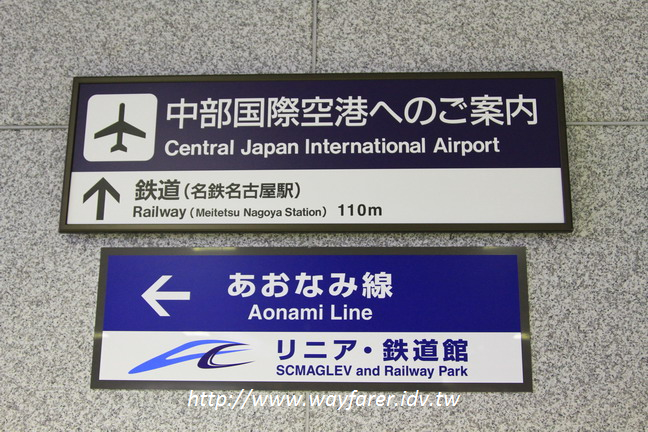 中部国際空港へのご案内
Central Japan International Airport
鉄道(名鉄名古屋駅)
Railway (Meitetsu Nagoya Station) 110m
あおなみ線
Aonami Line
リニア・鉄道館
SCMAGLEV and Railway Park
http://www.wayfarer.idv.tw